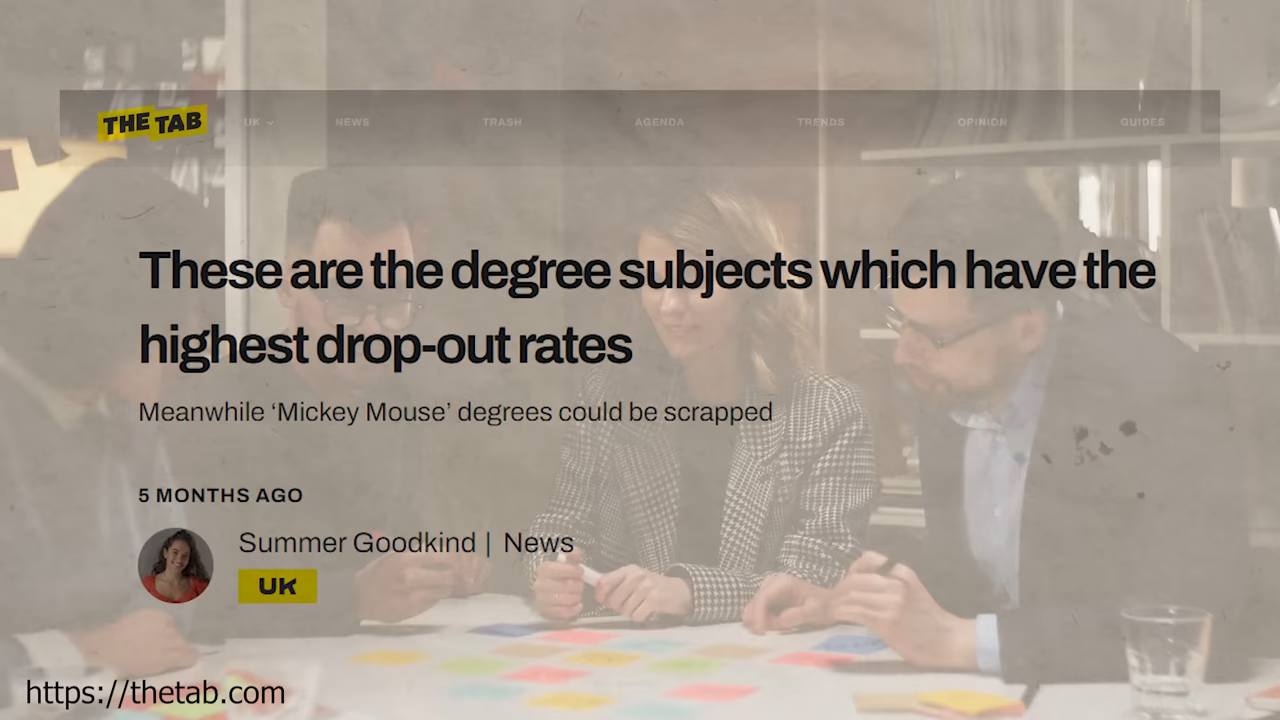 THE TAB
UK
NEWS
TRASH
AGENDA
TRENDS
OPINION
GUIDES
These are the degree subjects which have the
highest drop-out rates
Meanwhile ‘Mickey Mouse’ degrees could be scrapped
5 MONTHS AGO
Summer Goodkind | News
UK
https://thetab.com